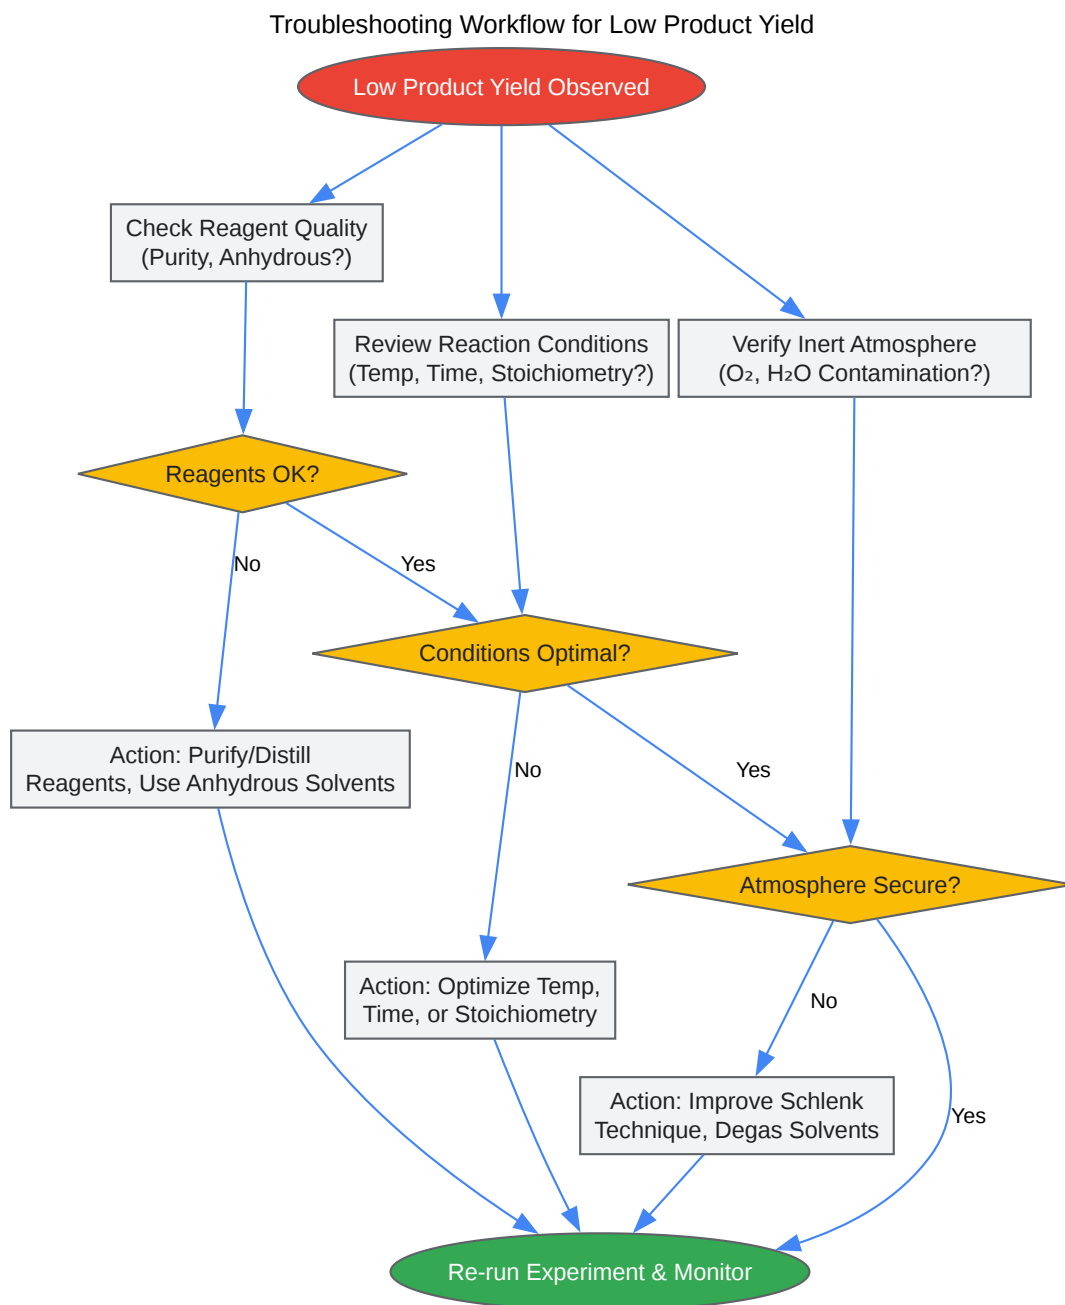 Troubleshooting Workflow for Low Product Yield
Low Product Yield Observed
Check Reagent Quality
(Purity, Anhydrous?)
Review Reaction Conditions
(Temp, Time, Stoichiometry?)
Verify Inert Atmosphere
(O₂, H₂O Contamination?)
Reagents OK?
No
Yes
Conditions Optimal?
Action: Purify/Distill
Reagents, Use Anhydrous Solvents
No
Yes
Atmosphere Secure?
Action: Optimize Temp,
Time, or Stoichiometry
No
Action: Improve Schlenk
Technique, Degas Solvents
Yes
Re-run Experiment & Monitor